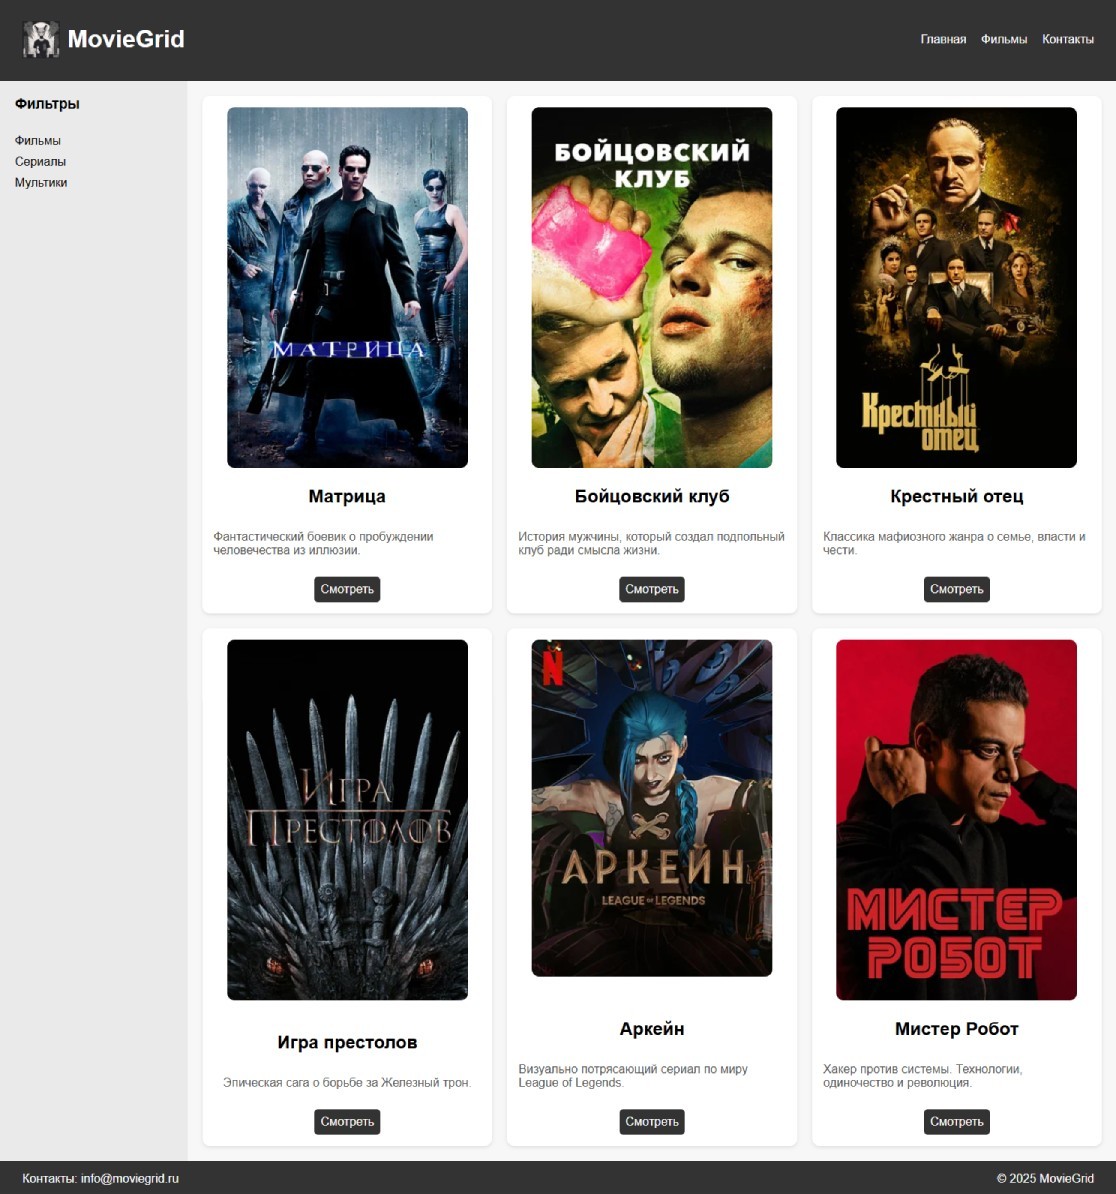 MovieGrid
Главная Фильмы Контакты
Фильтры
Фильмы
Сериалы
Мультики
МАТРИЦА
Матрица
Фантастический боевик о пробуждении
человечества из иллюзии.
Смотреть
БОЙЦОВСКИЙ
КЛУБ
Бойцовский клуб
История мужчины, который создал подпольный
клуб ради смысла жизни.
Смотреть
Крестный
отец
Крестный отец
Классика мафиозного жанра о семье, власти и
чести.
Смотреть
ИГРА
ПРЕСТОЛОВ
Игра престолов
Эпическая сага о борьбе за Железный трон.
Смотреть
N
АРКЕЙН
LEAGUE OF LEGENDS
Аркейн
Визуально потрясающий сериал по миру
League of Legends.
Смотреть
МИСТЕР
РОБОТ
Мистер Робот
Хакер против системы. Технологии,
одиночество и революция.
Смотреть
Контакты: info@moviegrid.ru
© 2025 MovieGrid